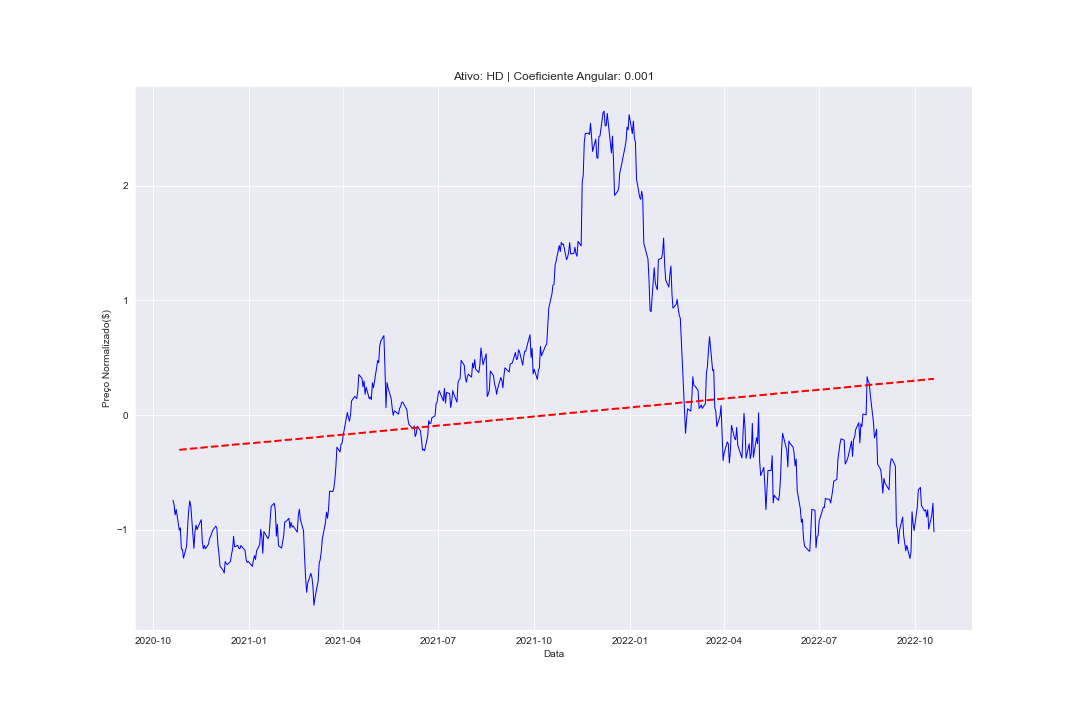 Ativo: HD | Coeficiente Angular: 0.001
Preço Normalizado($)
2
1
0
−1
2020-10 2021-01 2021-04 2021-07 2021-10 2022-01 2022-04 2022-07 2022-10
Data